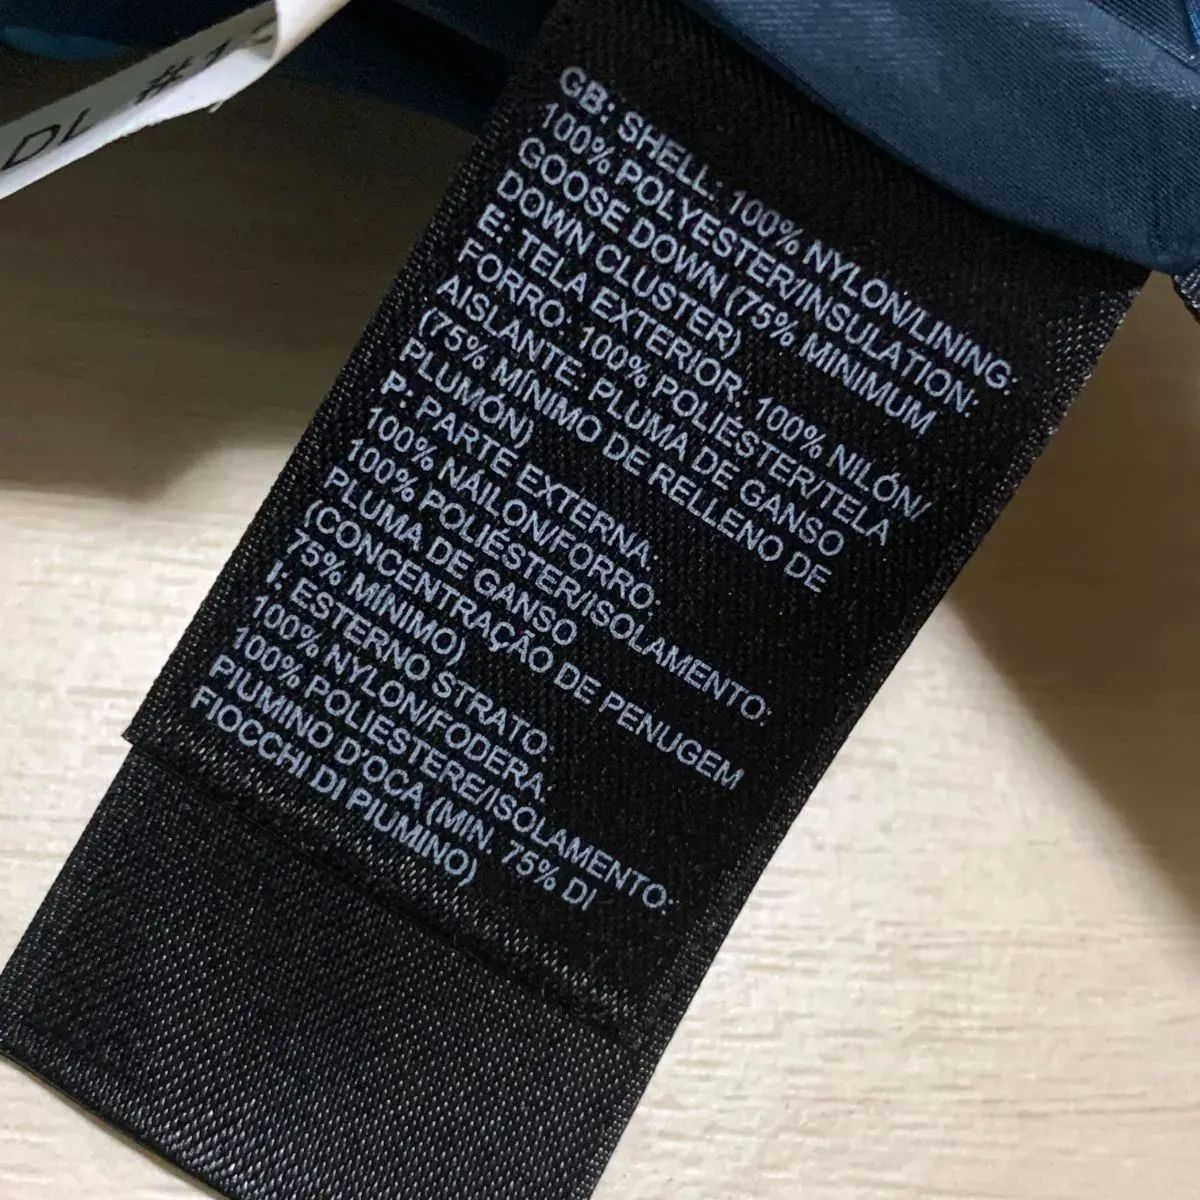 DL #1
GB: SHELL: 100% NYLON/LINING:
100% POLYESTER/INSULATION:
GOOSE DOWN (75% MINIMUM
DOWN CLUSTER)
E: TELA EXTERIOR: 100% NILÓN/
FORRO: 100% POLIÉSTER/TELA
AISLANTE: PLUMA DE GANSO
(75% MÍNIMO DE RELLENO DE
PLUMÓN)
P: PARTE EXTERNA:
100% NAILON/FORRO:
100% POLIÉSTER/ISOLAMENTO:
PLUMA DE GANSO
(CONCENTRAÇÃO DE PENUGEM
75% MÍNIMO)
I: ESTERNO STRATO:
100% NYLON/FODERA:
100% POLIESTERE/ISOLAMENTO:
PIUMINO D'OCA (MIN. 75% DI
FIOCCHI DI PIUMINO)